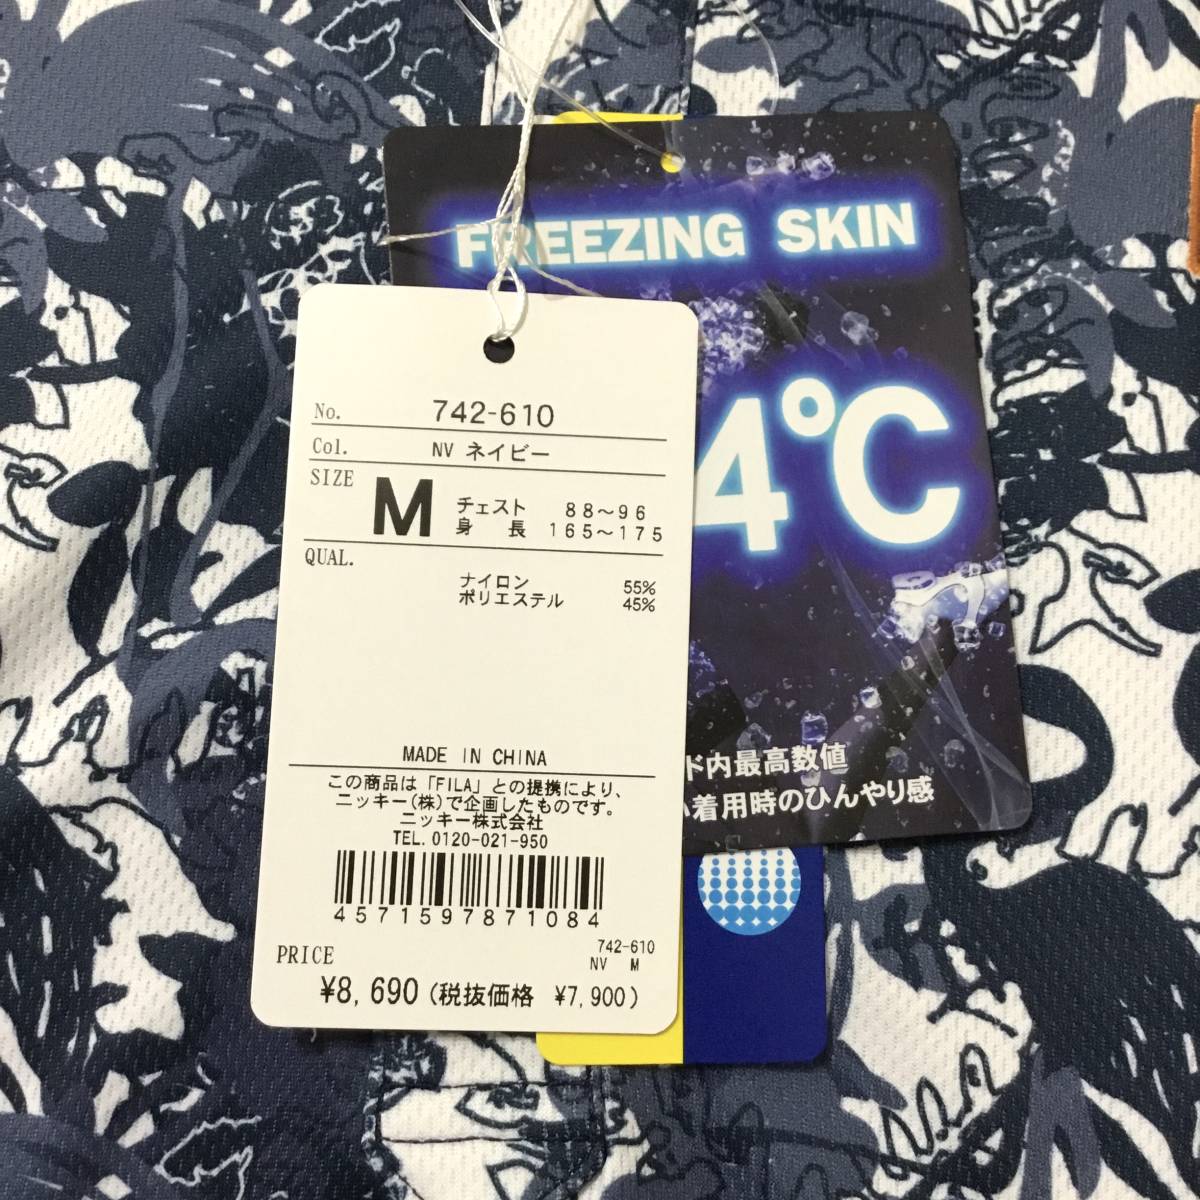 FREEZING SKIN
4℃
ド内最高数値
着用時のひんやり感
No. 742-610
Col. NV ネイビー
SIZE M チェスト 88～96
身長 165～175
QUAL.
ナイロン 55%
ポリエステル 45%
MADE IN CHINA
この商品は「FILA」との提携により、
ニッキー(株)で企画したものです。
ニッキー株式会社
TEL. 0120-021-950
4571597871084
742-610
PRICE NV M
¥8,690 (税抜価格 ¥7,900)